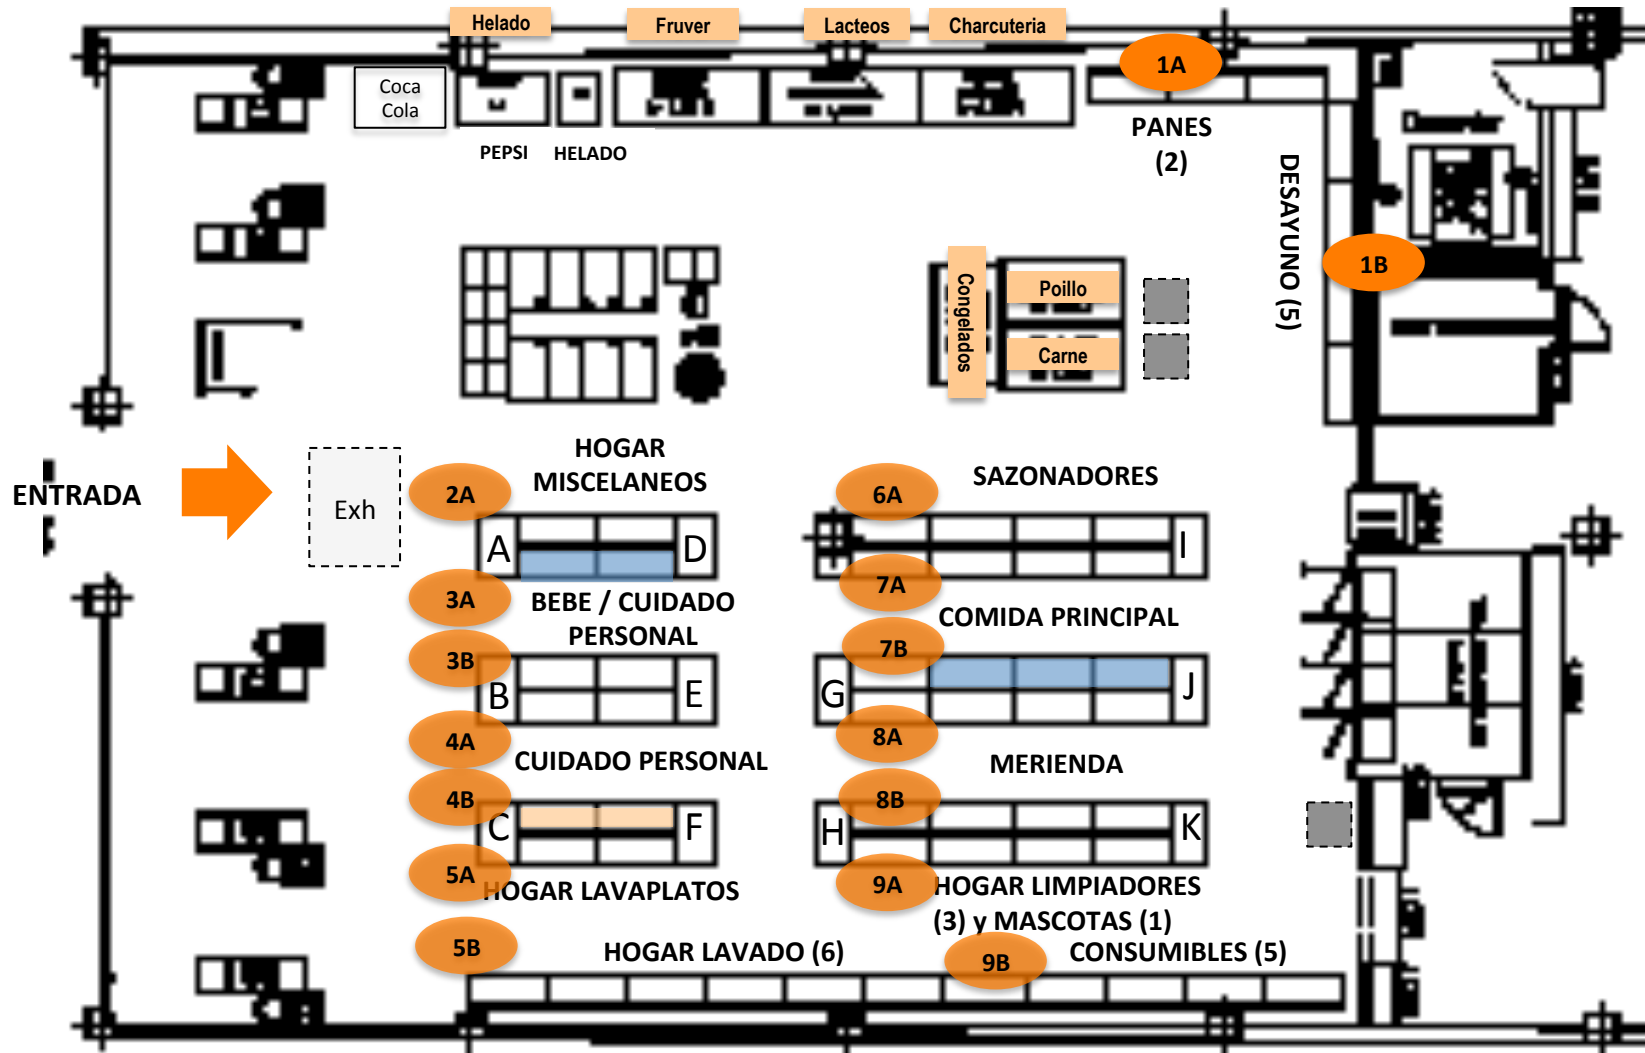 Helado
Fruver
Lacteos
Charcuteria
1A
Coca
Cola
PEPSI
HELADO
PANES
(2)
DESAYUNO (5)
1B
Congelados
Poillo
Carne
ENTRADA
Exh
HOGAR
MISCELANEOS
2A
A
D
3A
BEBE / CUIDADO
PERSONAL
3B
B
E
4A
CUIDADO PERSONAL
4B
C
F
5A
HOGAR LAVAPLATOS
5B
HOGAR LAVADO (6)
SAZONADORES
6A
I
7A
COMIDA PRINCIPAL
7B
G
J
8A
MERIENDA
8B
H
K
9A
HOGAR LIMPIADORES
(3) y MASCOTAS (1)
9B
CONSUMIBLES (5)